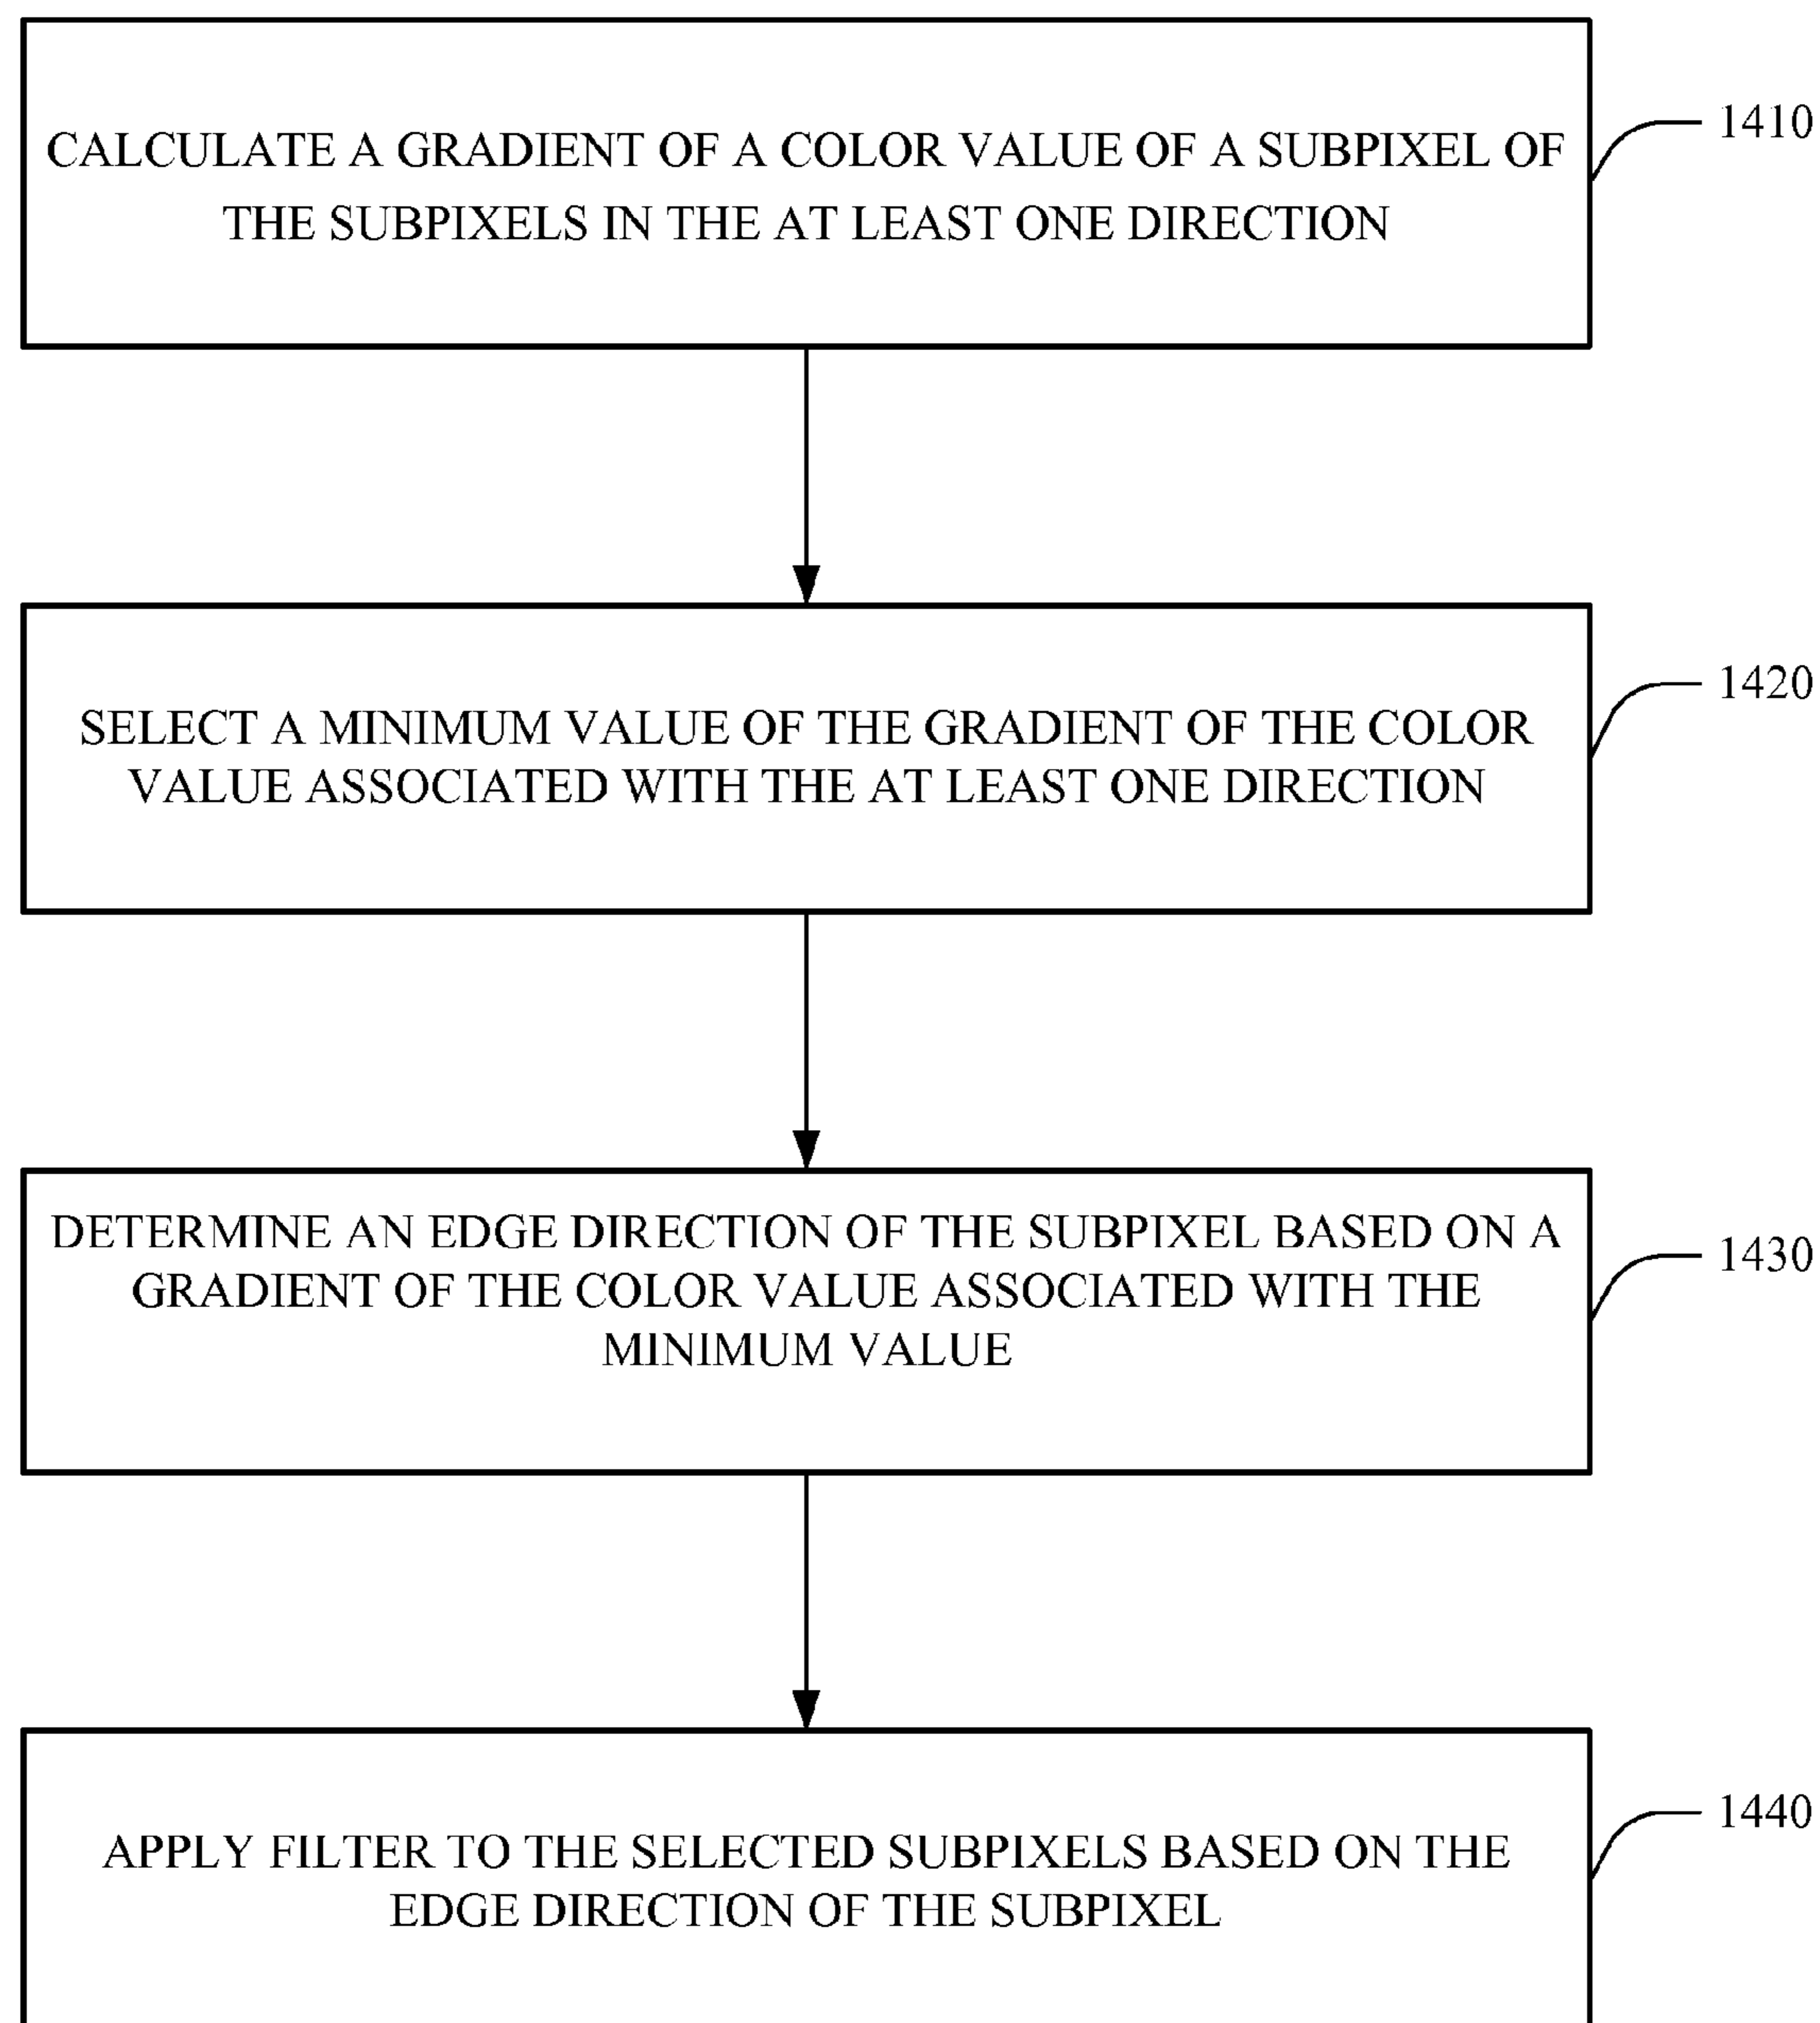 CALCULATE A GRADIENT OF A COLOR VALUE OF A SUBPIXEL OF
THE SUBPIXELS IN THE AT LEAST ONE DIRECTION
1410
SELECT A MINIMUM VALUE OF THE GRADIENT OF THE COLOR
VALUE ASSOCIATED WITH THE AT LEAST ONE DIRECTION
1420
DETERMINE AN EDGE DIRECTION OF THE SUBPIXEL BASED ON A
GRADIENT OF THE COLOR VALUE ASSOCIATED WITH THE
MINIMUM VALUE
1430
APPLY FILTER TO THE SELECTED SUBPIXELS BASED ON THE
EDGE DIRECTION OF THE SUBPIXEL
1440